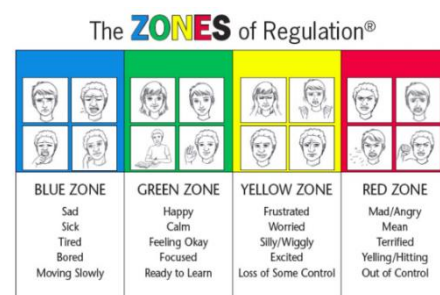 The ZONES of Regulation®
BLUE ZONE
Sad
Sick
Tired
Bored
Moving Slowly
GREEN ZONE
Happy
Calm
Feeling Okay
Focused
Ready to Learn
YELLOW ZONE
Frustrated
Worried
Silly/Wiggly
Excited
Loss of Some Control
RED ZONE
Mad/Angry
Mean
Terrified
Yelling/Hitting
Out of Control